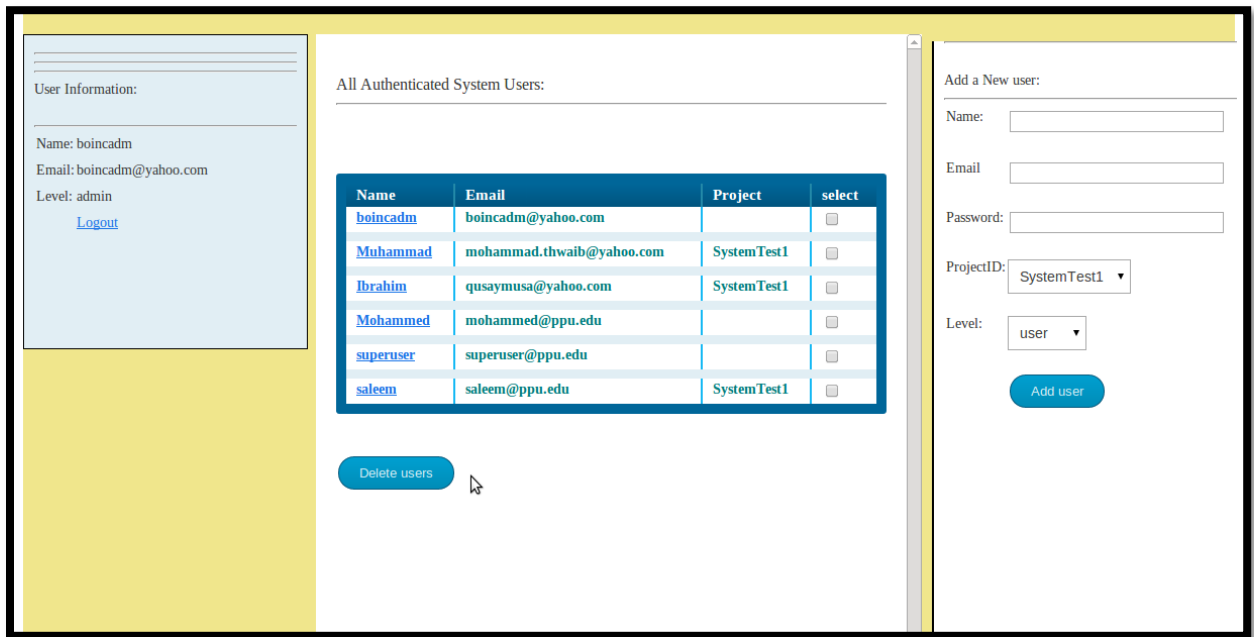 User Information:
Name: boincadm
Email: boincadm@yahoo.com
Level: admin
Logout
All Authenticated System Users:
Name Email Project select
boincadm boincadm@yahoo.com
Muhammad mohammad.thwaib@yahoo.com SystemTest1
Ibrahim qusaymusa@yahoo.com SystemTest1
Mohammed mohammed@ppu.edu
superuser superuser@ppu.edu
saleem saleem@ppu.edu SystemTest1
Delete users
Add a New user:
Name:
Email
Password:
ProjectID: SystemTest1
Level: user
Add user